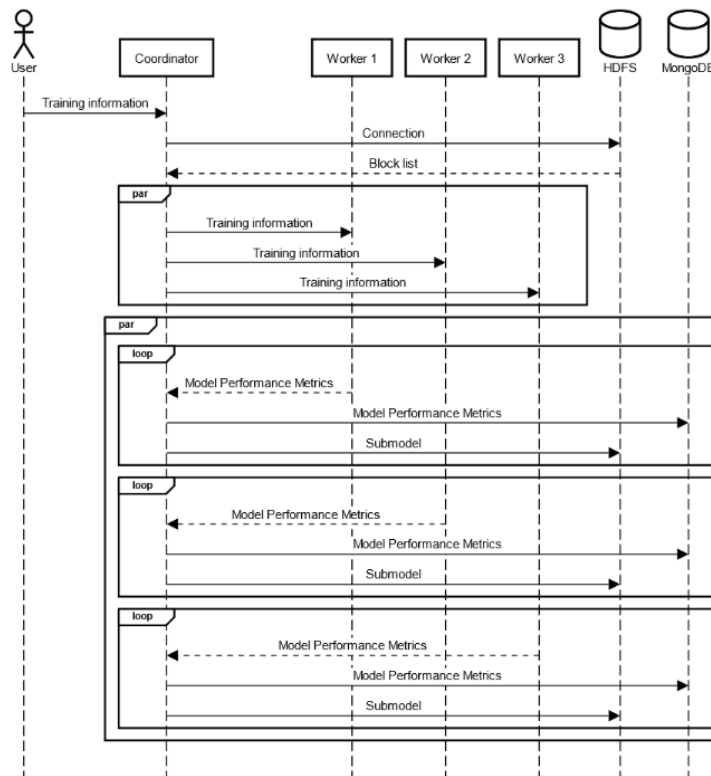 User
Coordinator
Worker 1
Worker 2
Worker 3
HDFS
MongoDB
Training information
Connection
Block list
par
Training information
Training information
Training information
par
loop
Model Performance Metrics
Model Performance Metrics
Submodel
loop
Model Performance Metrics
Model Performance Metrics
Submodel
loop
Model Performance Metrics
Model Performance Metrics
Submodel